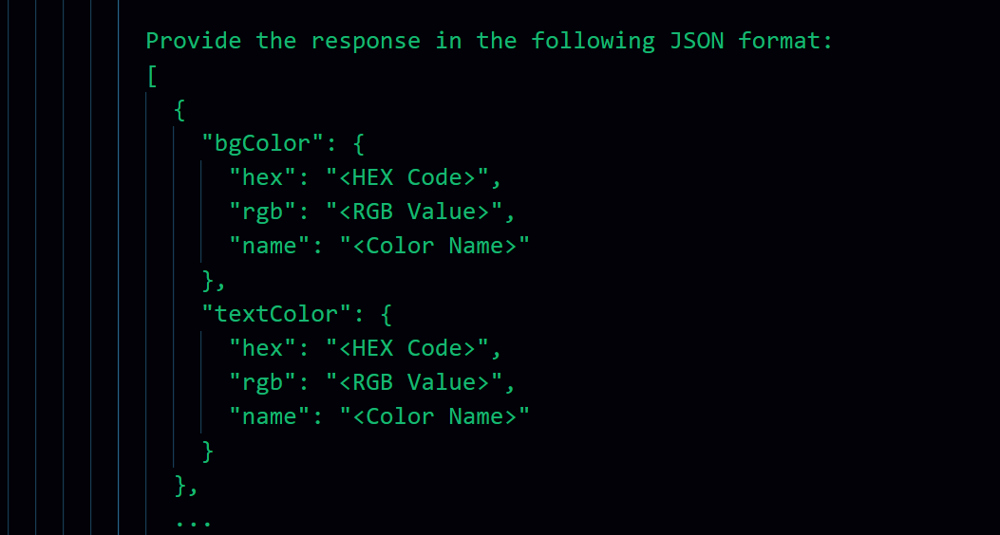 Provide the response in the following JSON format:
[
  {
    "bgColor": {
      "hex": "<HEX Code>",
      "rgb": "<RGB Value>",
      "name": "<Color Name>"
    },
    "textColor": {
      "hex": "<HEX Code>",
      "rgb": "<RGB Value>",
      "name": "<Color Name>"
    }
  },
  ...